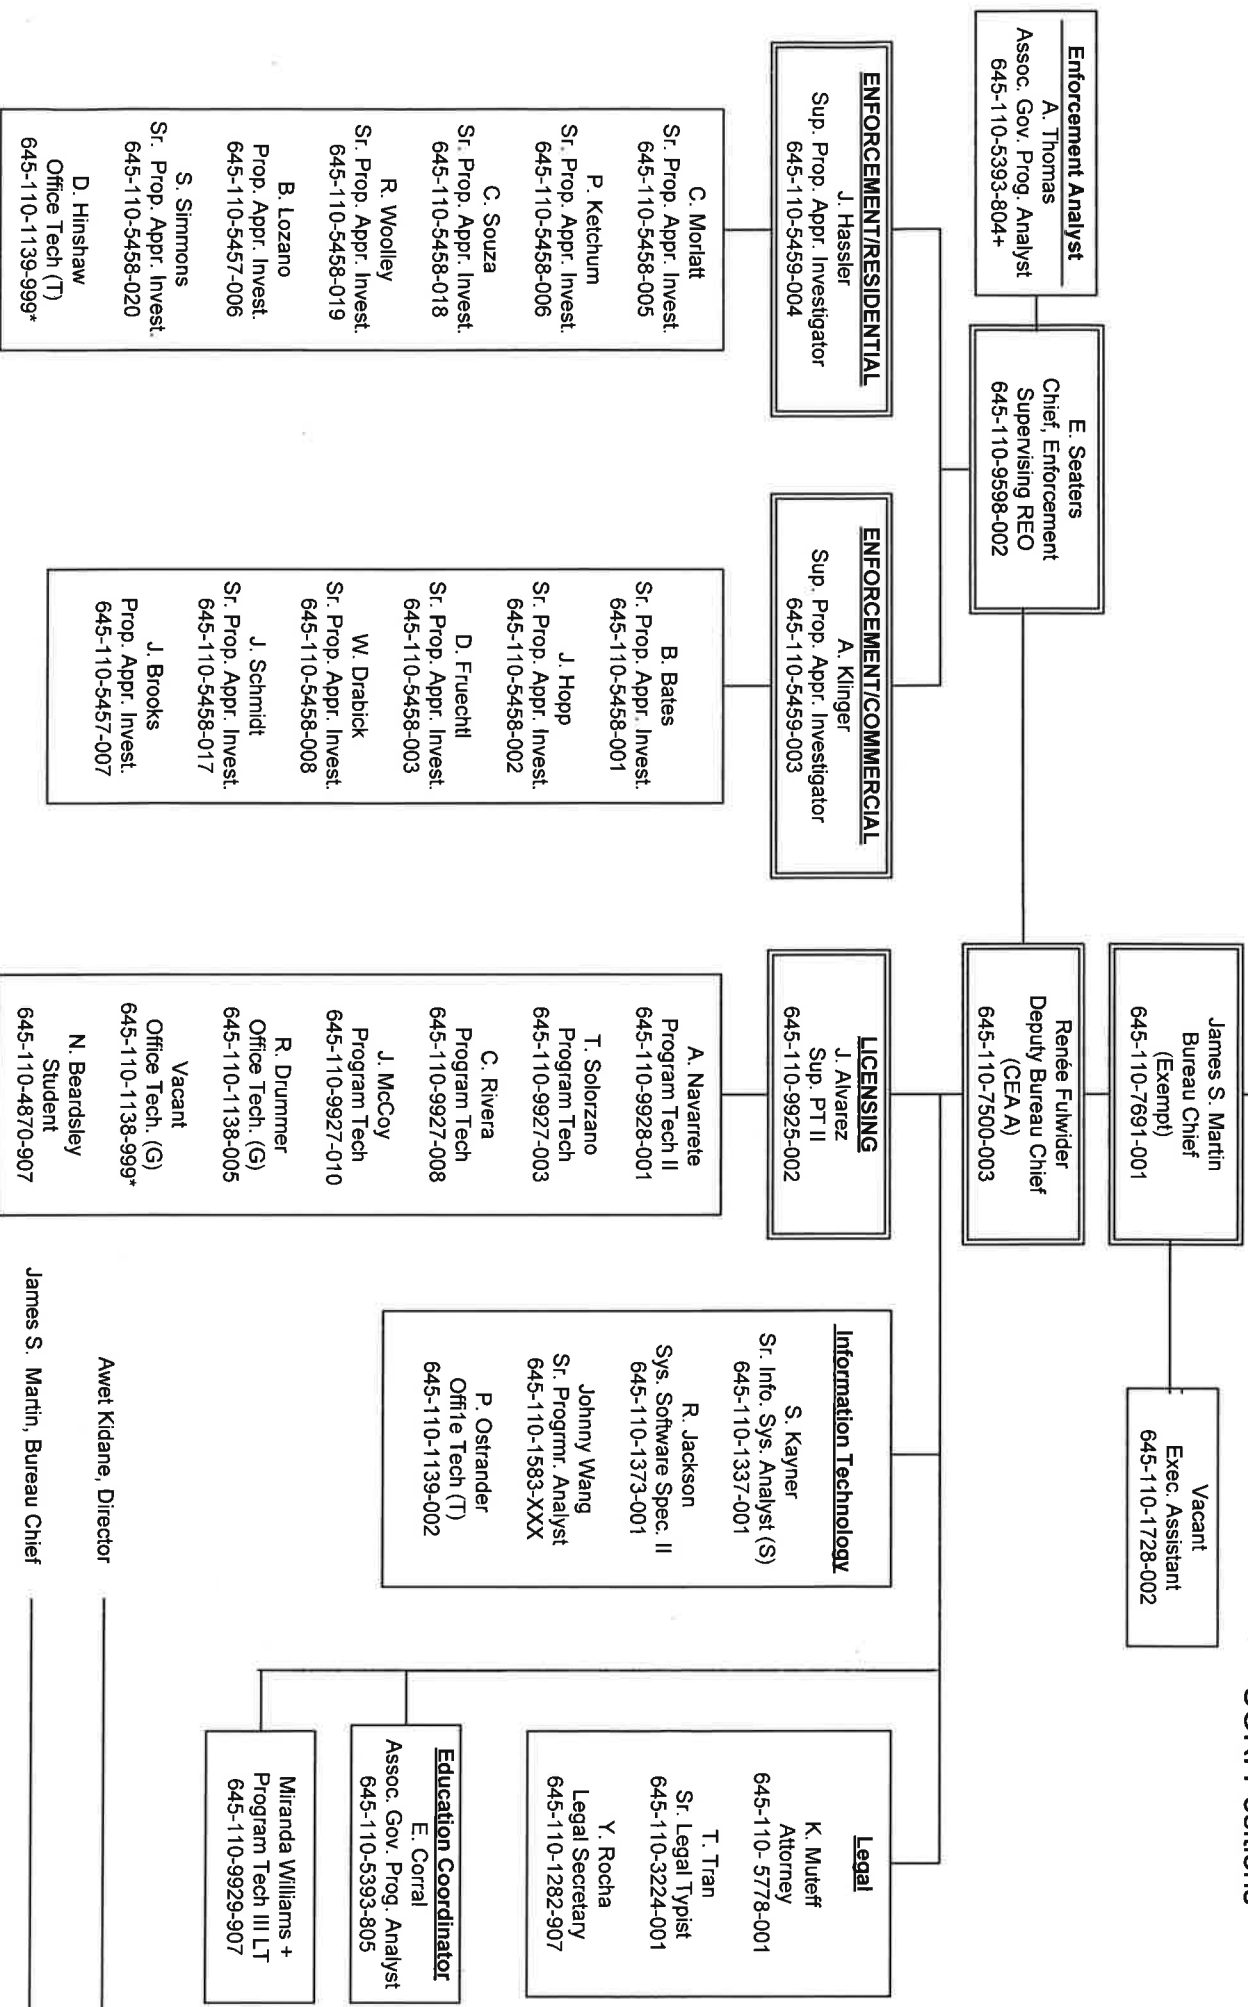 James S. Martin
Bureau Chief
(Exempt)
645-110-7691-001
Vacant
Exec. Assistant
645-110-1728-002
Renée Fulwider
Deputy Bureau Chief
(CEA A)
645-110-7500-003
Enforcement Analyst
A. Thomas
Assoc. Gov. Prog. Analyst
645-110-5393-804+
E. Seaters
Chief, Enforcement
Supervising REO
645-110-9598-002
ENFORCEMENT/RESIDENTIAL
J. Hassler
Sup. Prop. Appr. Investigator
645-110-5459-004
C. Morlatt
Sr. Prop. Appr. Invest.
645-110-5458-005
P. Ketchum
Sr. Prop. Appr. Invest.
645-110-5458-006
C. Souza
Sr. Prop. Appr. Invest.
645-110-5458-018
R. Woolley
Sr. Prop. Appr. Invest.
645-110-5458-019
B. Lozano
Prop. Appr. Invest.
645-110-5457-006
S. Simmons
Sr. Prop. Appr. Invest.
645-110-5458-020
D. Hinshaw
Office Tech (T)
645-110-1139-999*
ENFORCEMENT/COMMERCIAL
A. Klinger
Sup. Prop. Appr. Investigator
645-110-5459-003
B. Bates
Sr. Prop. Appr. Invest.
645-110-5458-001
J. Hopp
Sr. Prop. Appr. Invest.
645-110-5458-002
D. Fruechtl
Sr. Prop. Appr. Invest.
645-110-5458-003
W. Drabick
Sr. Prop. Appr. Invest.
645-110-5458-008
J. Schmidt
Sr. Prop. Appr. Invest.
645-110-5458-017
J. Brooks
Prop. Appr. Invest.
645-110-5457-007
LICENSING
J. Alvarez
Sup. PT II
645-110-9925-002
A. Navarrete
Program Tech II
645-110-9928-001
T. Solorzano
Program Tech
645-110-9927-003
C. Rivera
Program Tech
645-110-9927-008
J. McCoy
Program Tech
645-110-9927-010
R. Drummer
Office Tech. (G)
645-110-1138-005
Vacant
Office Tech. (G)
645-110-1138-999*
N. Beardsley
Student
645-110-4870-907
Information Technology
S. Kayner
Sr. Info. Sys. Analyst (S)
645-110-1337-001
R. Jackson
Sys. Software Spec. II
645-110-1373-001
Johnny Wang
Sr. Progrmr. Analyst
645-110-1583-XXX
P. Ostrander
Offi1e Tech (T)
645-110-1139-002
Legal
K. Muteff
Attorney
645-110- 5778-001
T. Tran
Sr. Legal Typist
645-110-3224-001
Y. Rocha
Legal Secretary
645-110-1282-907
Education Coordinator
E. Corral
Assoc. Gov. Prog. Analyst
645-110-5393-805
Miranda Williams +
Program Tech III LT
645-110-9929-907
Awet Kidane, Director
James S. Martin, Bureau Chief